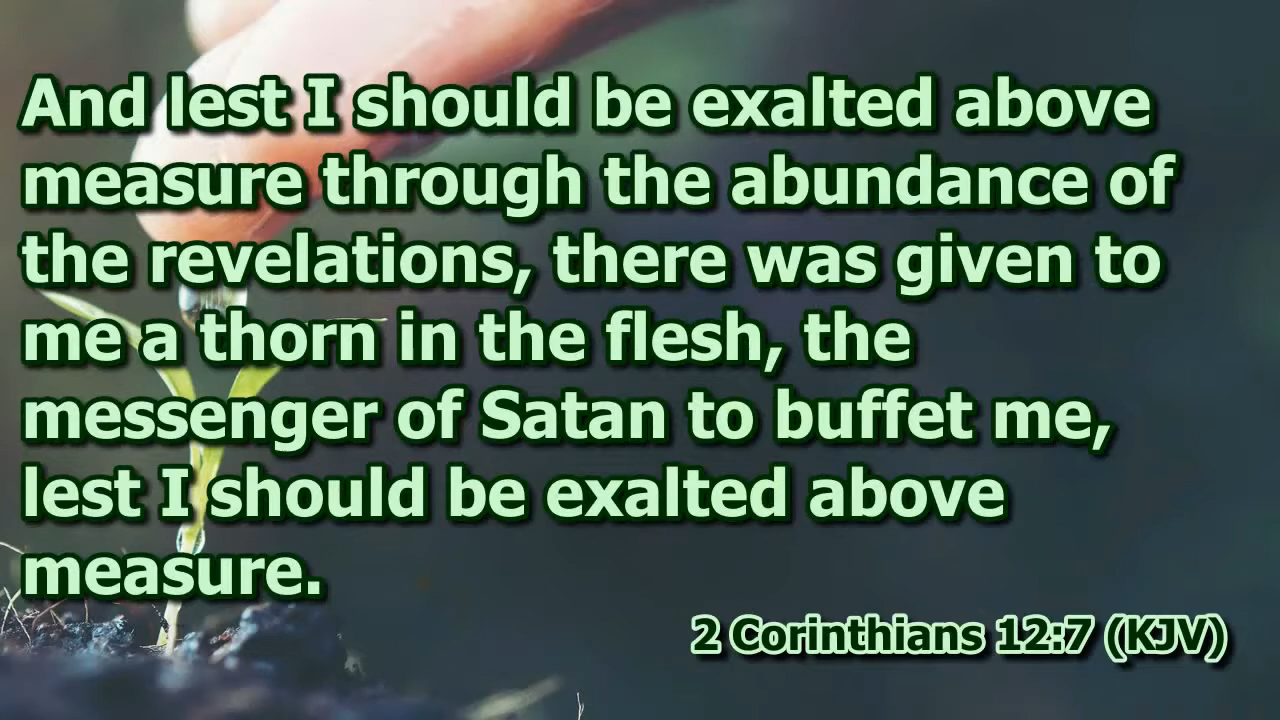 And lest I should be exalted above
measure through the abundance of
the revelations, there was given to
me a thorn in the flesh, the
messenger of Satan to buffet me,
lest I should be exalted above
measure.
2 Corinthians 12:7 (KJV)